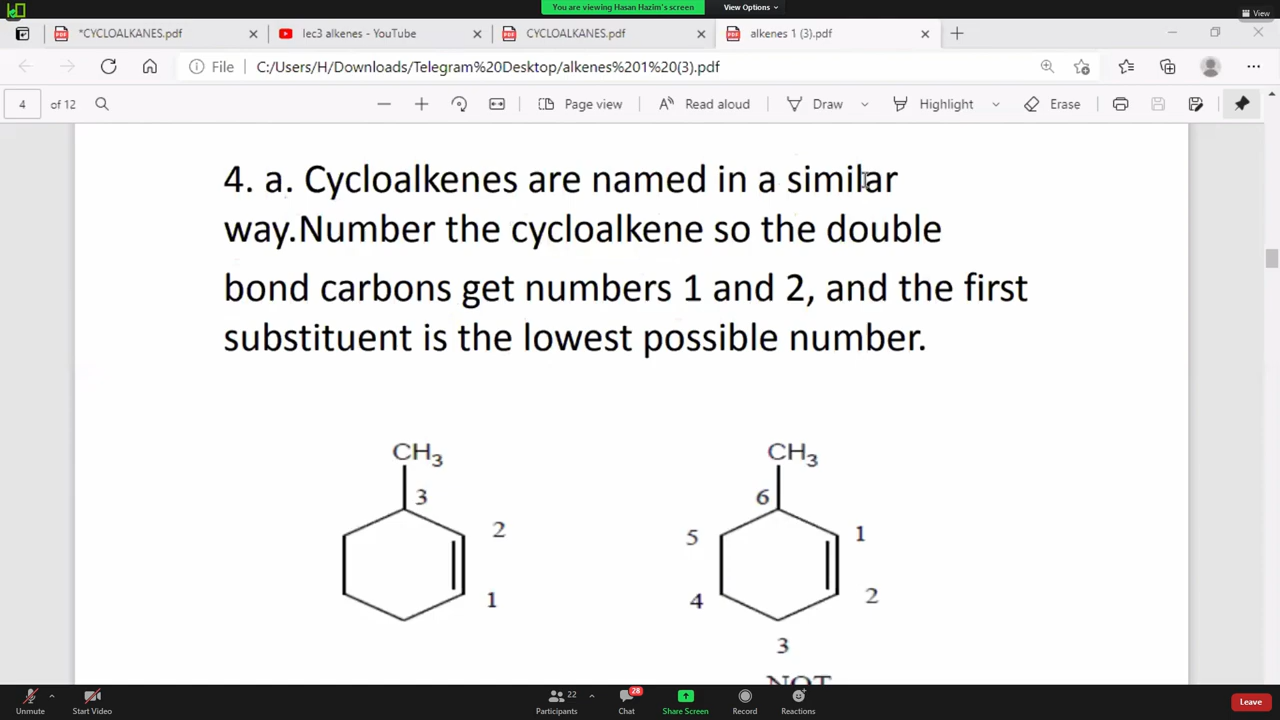 You are viewing Hasan Hazim's screen View Options
View
*CYCLOALKANES.pdf lec3 alkenes - YouTube CYCLOALKANES.pdf alkenes 1 (3).pdf
File C:/Users/H/Downloads/Telegram%20Desktop/alkenes%201%20(3).pdf
4 of 12 Page view Read aloud Draw Highlight Erase
4. a. Cycloalkenes are named in a similar
way.Number the cycloalkene so the double
bond carbons get numbers 1 and 2, and the first
substituent is the lowest possible number.
CH3 CH3
3 6
2 5 1
1 4 2
3
NOT
28 22
Unmute Start Video Participants Chat Share Screen Record Reactions Leave